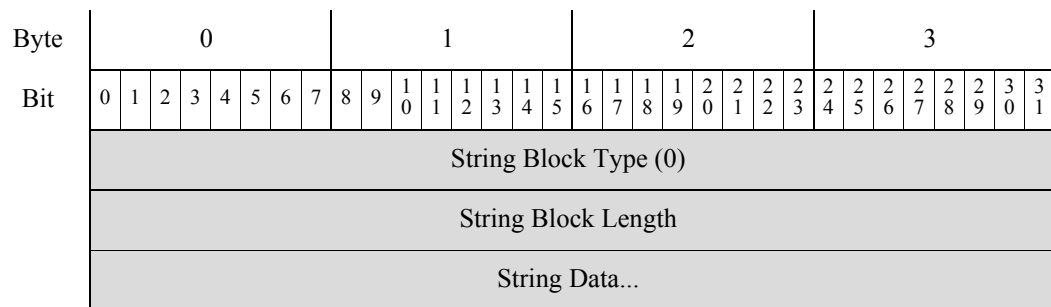 Byte 0 1 2 3
Bit 0 1 2 3 4 5 6 7 8 9 10 11 12 13 14 15 16 17 18 19 20 21 22 23 24 25 26 27 28 29 30 31
String Block Type (0)
String Block Length
String Data...